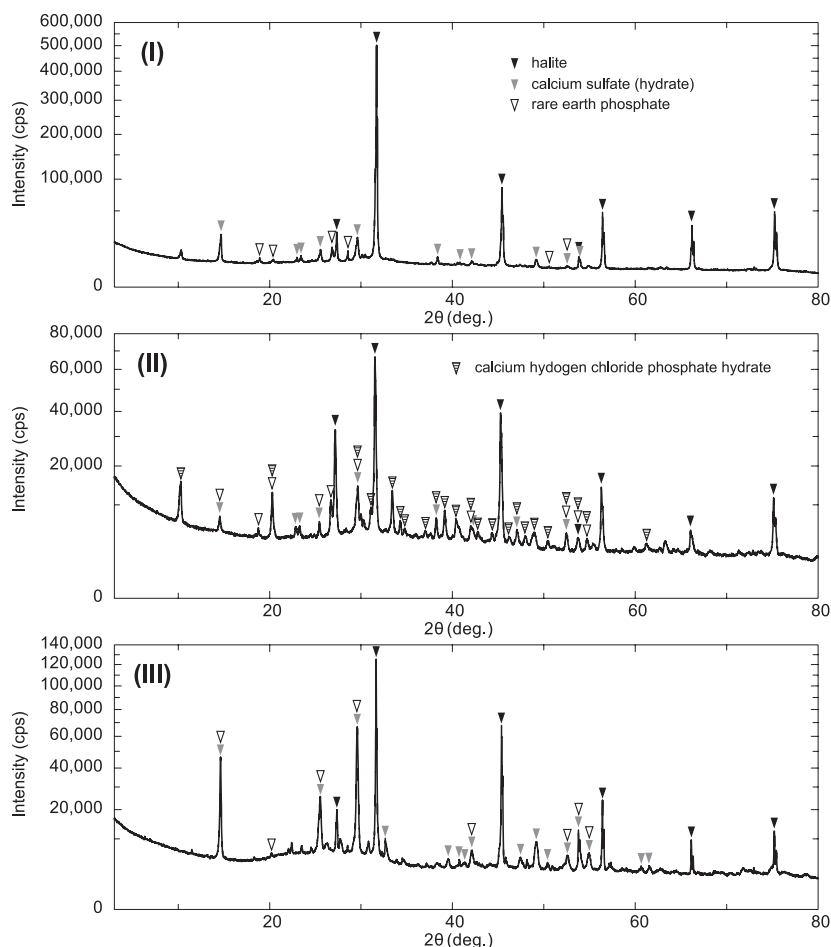 600,000
500,000
400,000
300,000
200,000
100,000
0
Intensity (cps)
(I)
halite
calcium sulfate (hydrate)
rare earth phosphate
20 40 60 80
2θ (deg.)
80,000
60,000
40,000
20,000
0
Intensity (cps)
(II)
calcium hydogen chloride phosphate hydrate
20 40 60 80
2θ (deg.)
140,000
120,000
100,000
80,000
60,000
40,000
20,000
0
Intensity (cps)
(III)
20 40 60 80
2θ (deg.)